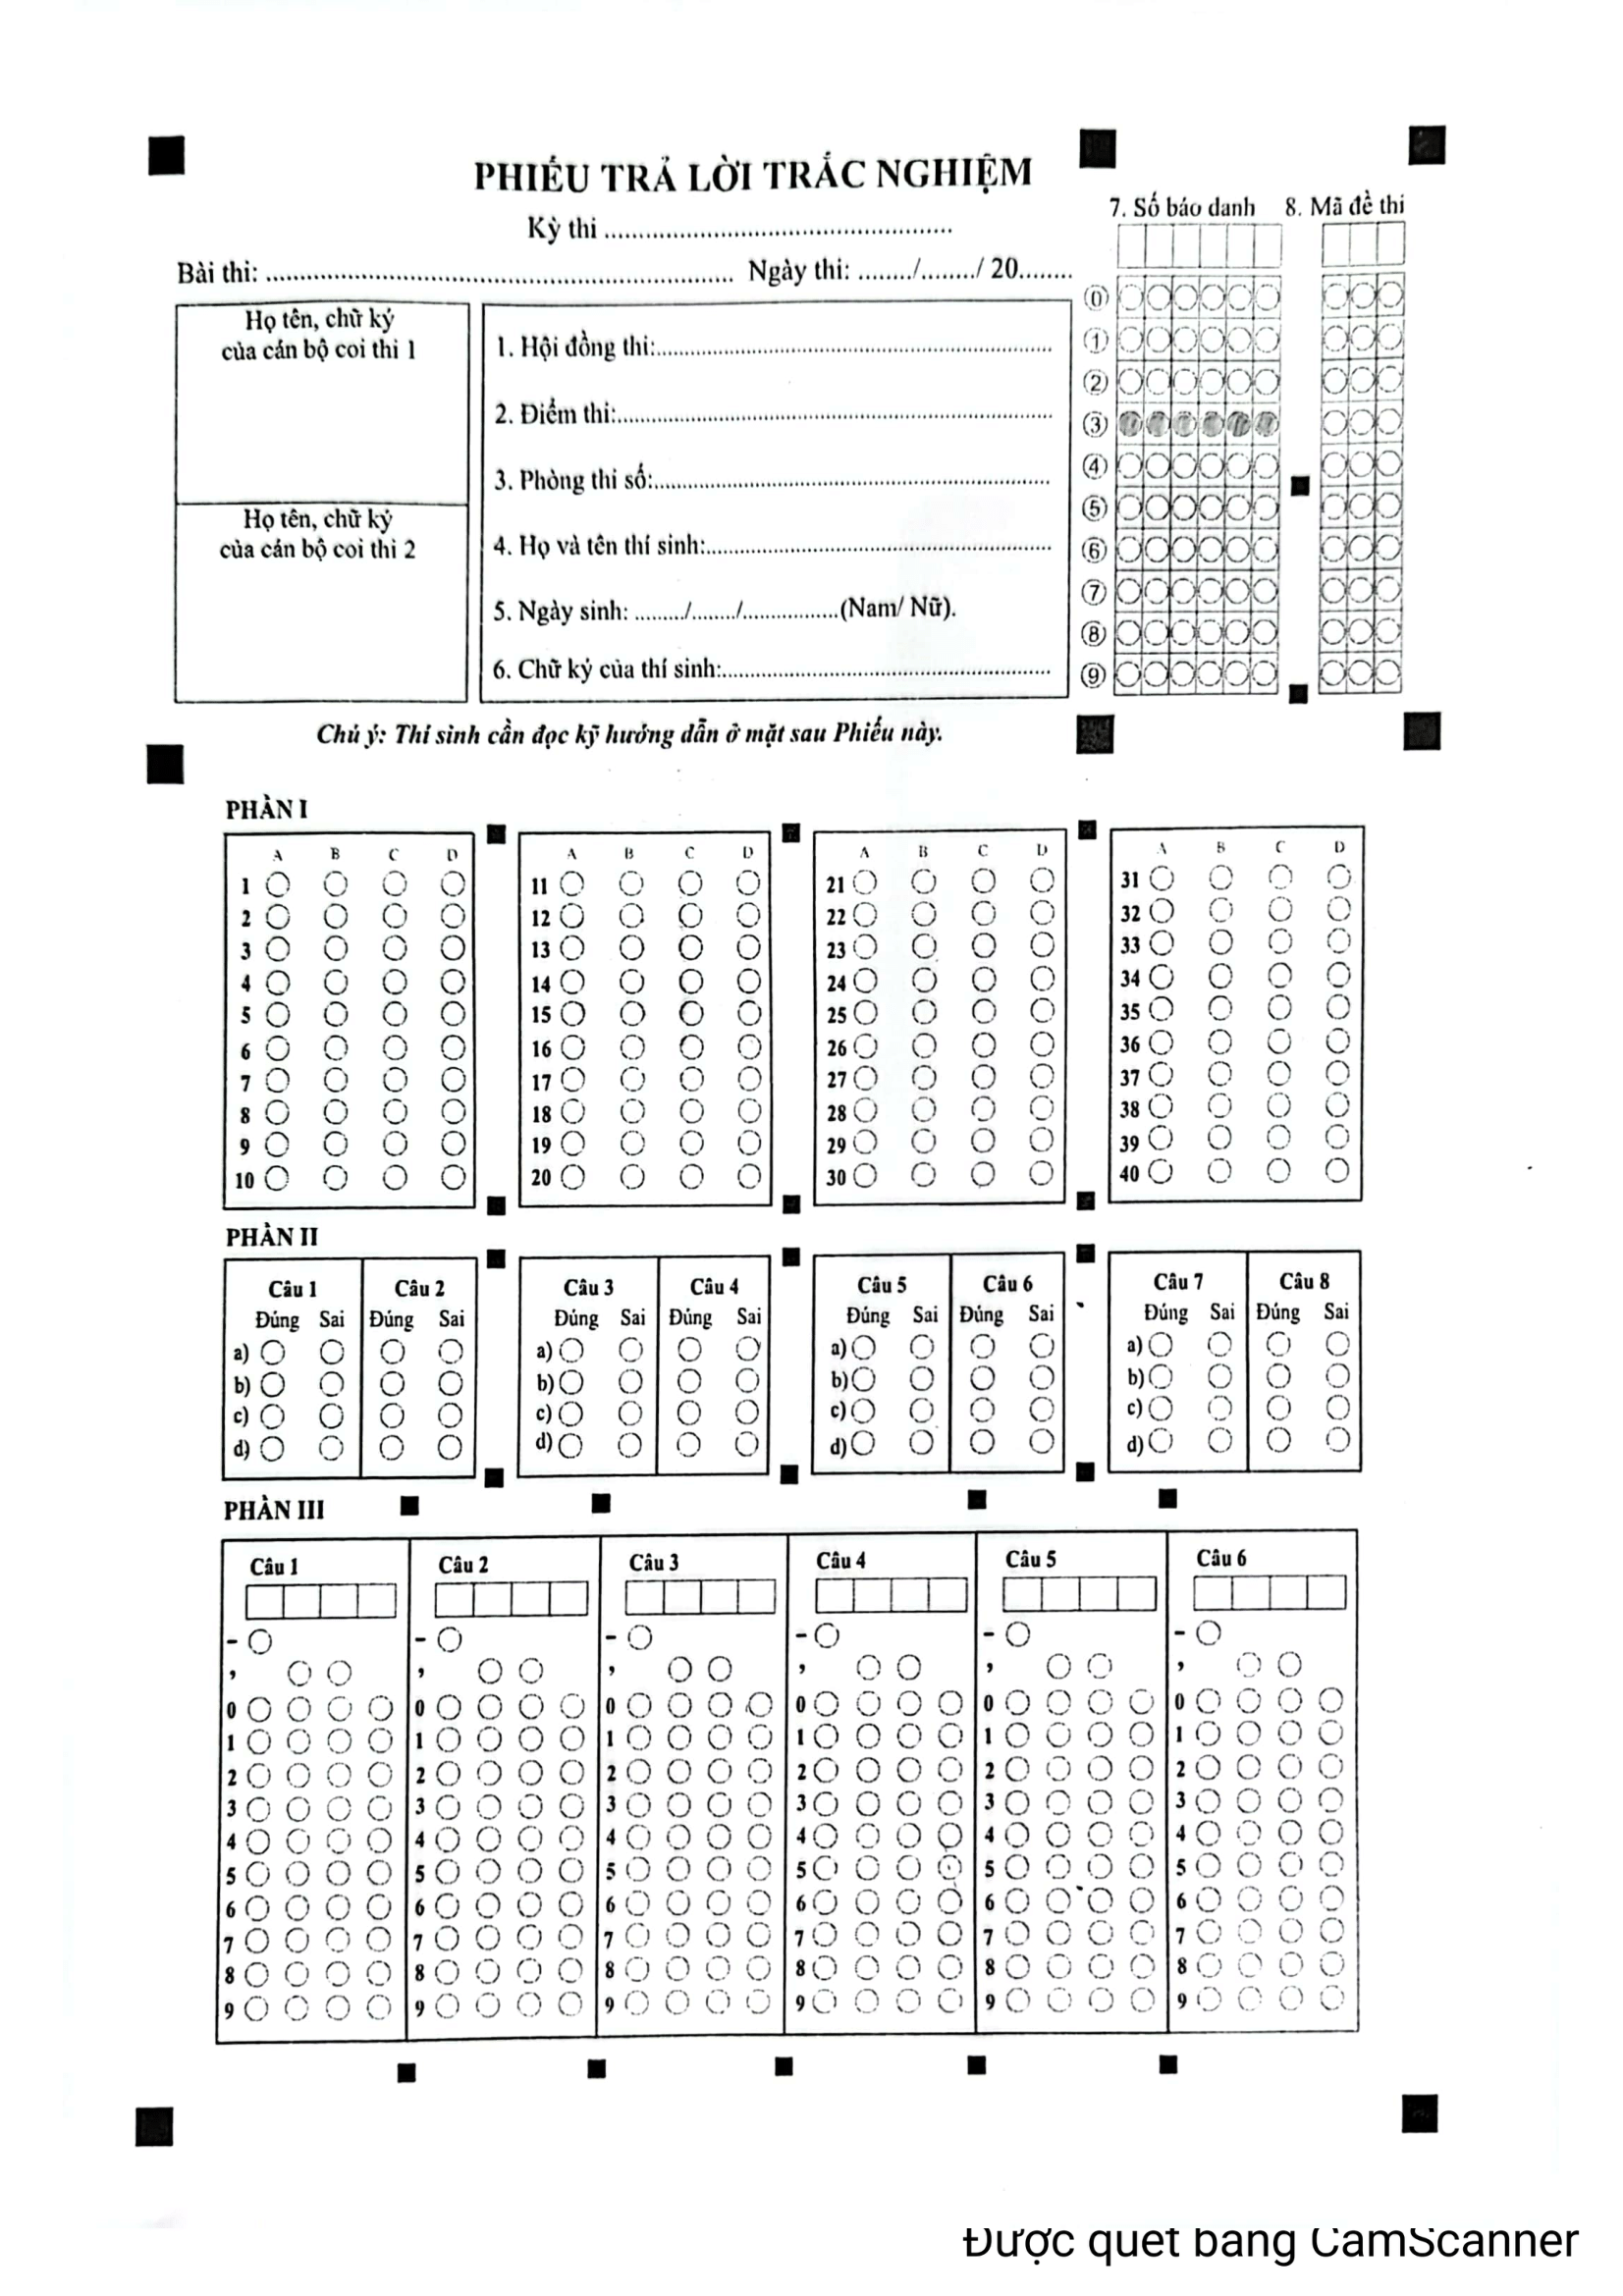 PHIẾU TRẢ LỜI TRẮC NGHIỆM
Kỳ thi ....................................................
Bài thi: ...................................................................... Ngày thi: ......../......../ 20........
7. Số báo danh
8. Mã đề thi
Họ tên, chữ ký
của cán bộ coi thi 1
Họ tên, chữ ký
của cán bộ coi thi 2
1. Hội đồng thi:............................................................
2. Điểm thi:..................................................................
3. Phòng thi số:............................................................
4. Họ và tên thí sinh:....................................................
5. Ngày sinh: ......../......./...............(Nam/ Nữ).
6. Chữ ký của thí sinh:..................................................
0
1
2
3
4
5
6
7
8
9
Chú ý: Thí sinh cần đọc kỹ hướng dẫn ở mặt sau Phiếu này.
PHẦN I
A B C D
1
2
3
4
5
6
7
8
9
10
A B C D
11
12
13
14
15
16
17
18
19
20
A B C D
21
22
23
24
25
26
27
28
29
30
A B C D
31
32
33
34
35
36
37
38
39
40
PHẦN II
Câu 1 Câu 2
Đúng Sai Đúng Sai
a)
b)
c)
d)
Câu 3 Câu 4
Đúng Sai Đúng Sai
a)
b)
c)
d)
Câu 5 Câu 6
Đúng Sai Đúng Sai
a)
b)
c)
d)
Câu 7 Câu 8
Đúng Sai Đúng Sai
a)
b)
c)
d)
PHẦN III
Câu 1
-
,
0
1
2
3
4
5
6
7
8
9
Câu 2
-
,
0
1
2
3
4
5
6
7
8
9
Câu 3
-
,
0
1
2
3
4
5
6
7
8
9
Câu 4
-
,
0
1
2
3
4
5
6
7
8
9
Câu 5
-
,
0
1
2
3
4
5
6
7
8
9
Câu 6
-
,
0
1
2
3
4
5
6
7
8
9
Được quét bằng CamScanner